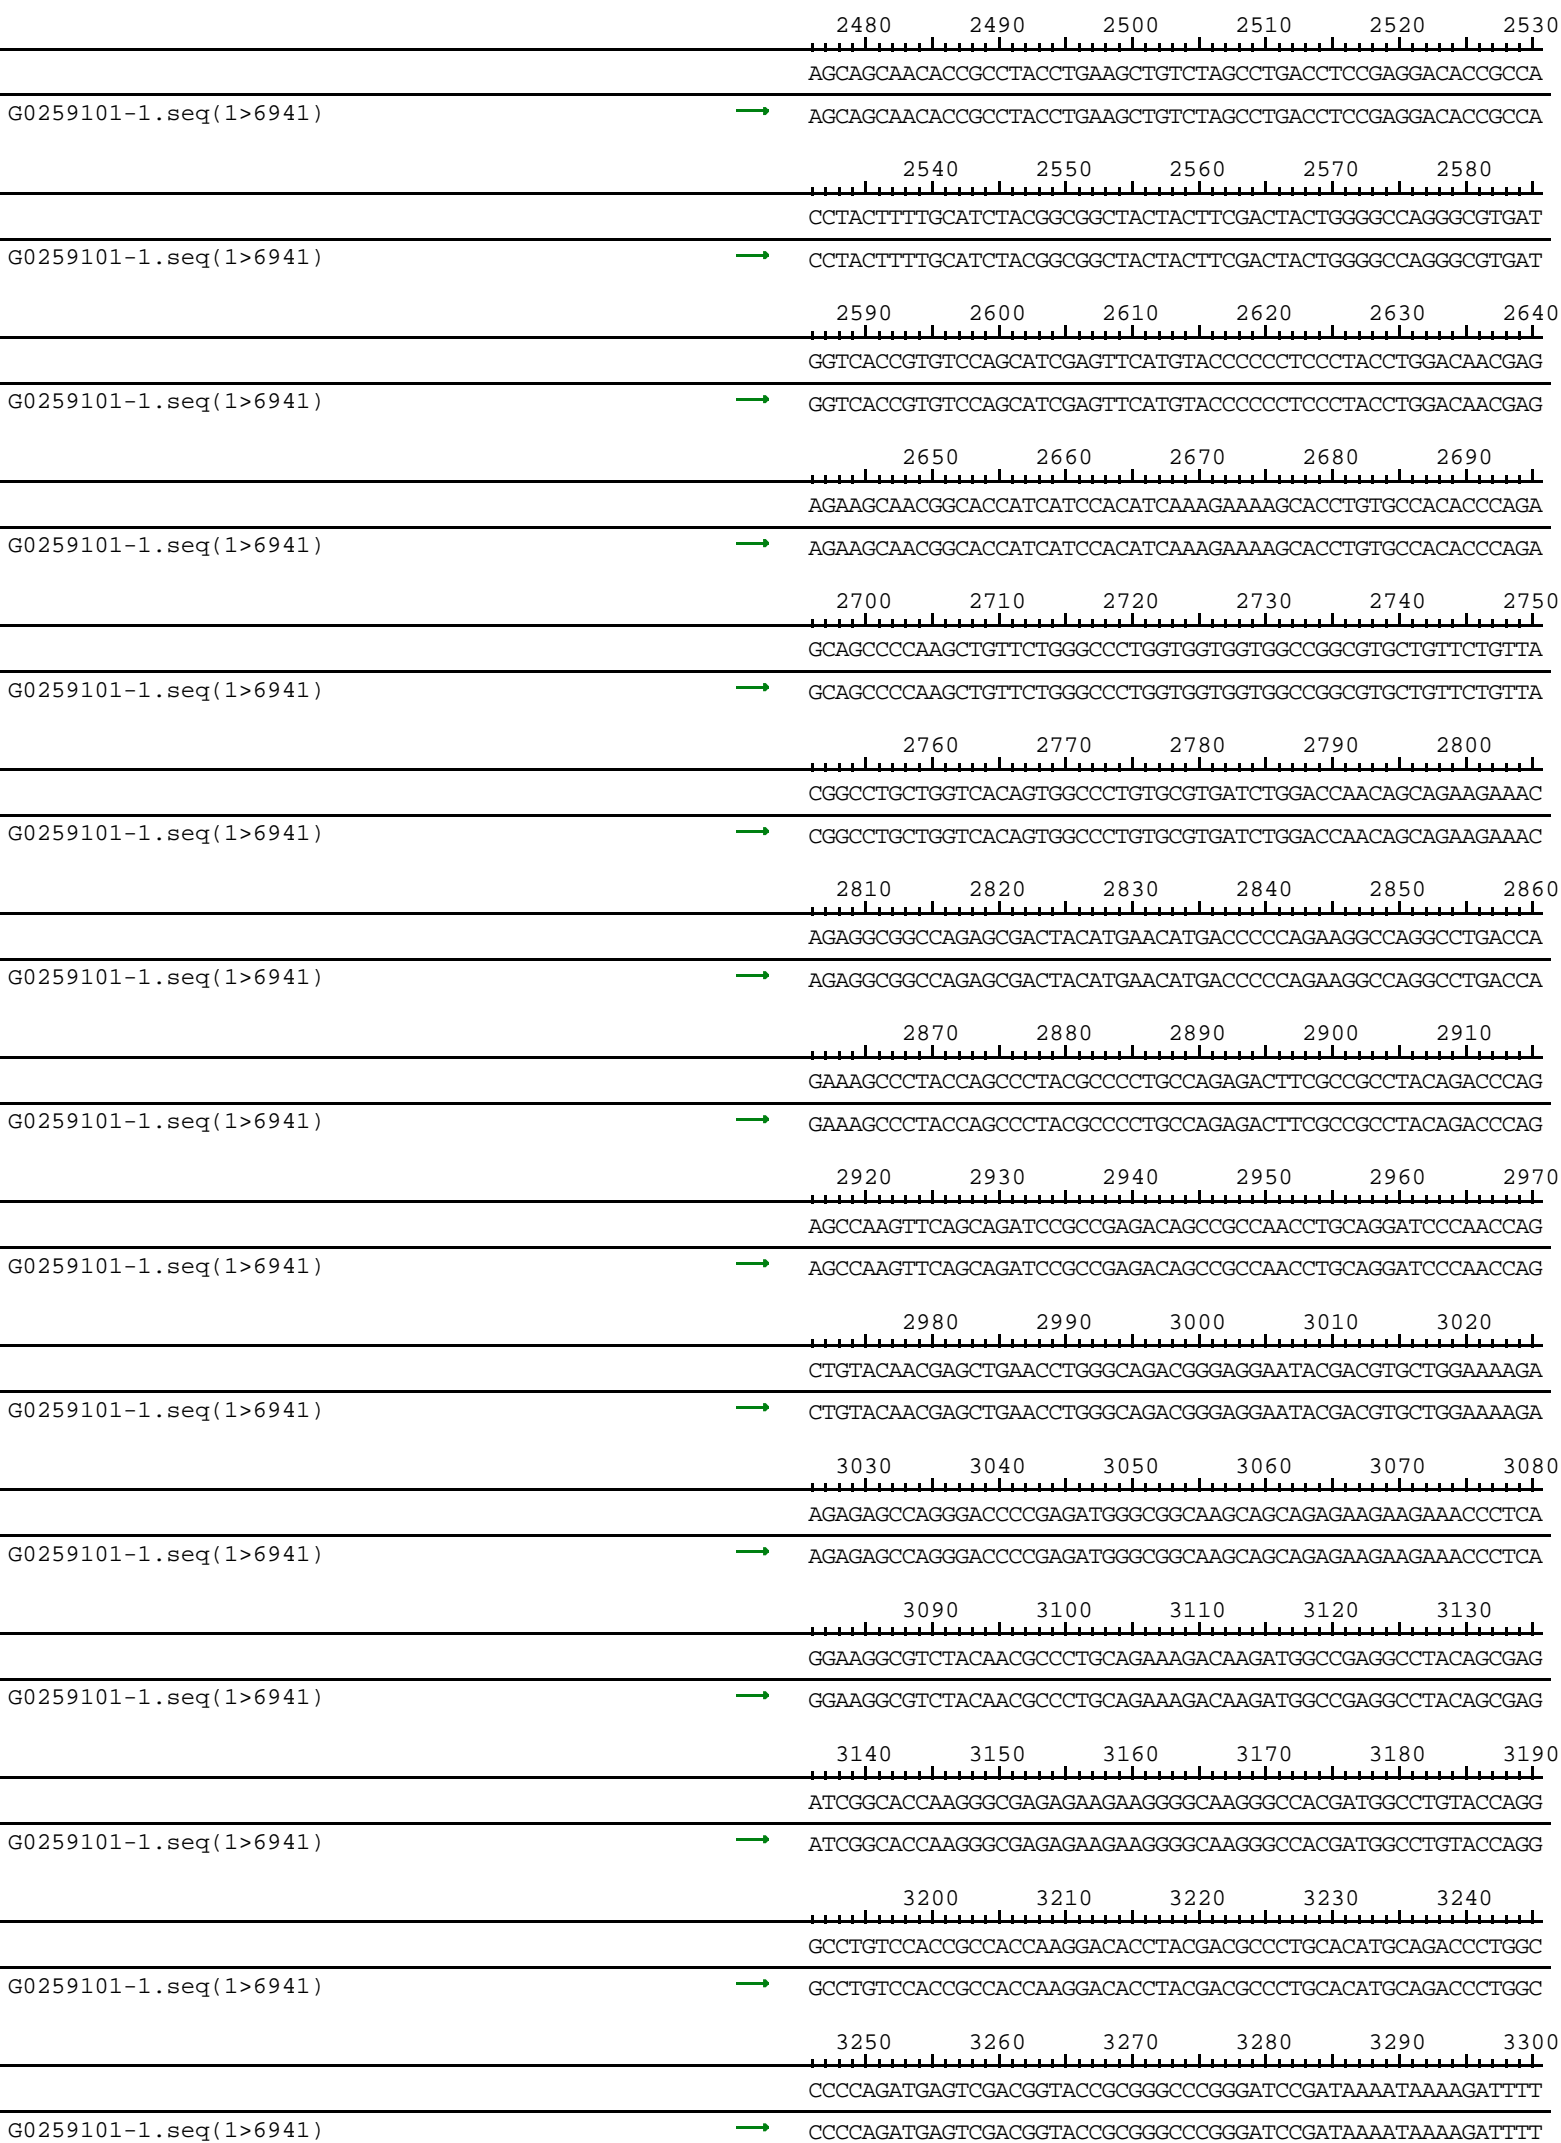 2480 2490 2500 2510 2520 2530
AGCAGCAACACCGCCTACCTGAAGCTGTCTAGCCTGACCTCCGAGGACACCGCCA
G0259101-1.seq(1>6941) → AGCAGCAACACCGCCTACCTGAAGCTGTCTAGCCTGACCTCCGAGGACACCGCCA
2540 2550 2560 2570 2580
CCTACTTTTGCATCTACGGCGGCTACTACTTCGACTACTGGGGCCAGGGCGTGAT
G0259101-1.seq(1>6941) → CCTACTTTTGCATCTACGGCGGCTACTACTTCGACTACTGGGGCCAGGGCGTGAT
2590 2600 2610 2620 2630 2640
GGTCACCGTGTCCAGCATCGAGTTCATGTACCCCCCTCCCTACCTGGACAACGAG
G0259101-1.seq(1>6941) → GGTCACCGTGTCCAGCATCGAGTTCATGTACCCCCCTCCCTACCTGGACAACGAG
2650 2660 2670 2680 2690
AGAAGCAACGGCACCATCATCCACATCAAAGAAAAGCACCTGTGCCACACCCAGA
G0259101-1.seq(1>6941) → AGAAGCAACGGCACCATCATCCACATCAAAGAAAAGCACCTGTGCCACACCCAGA
2700 2710 2720 2730 2740 2750
GCAGCCCCAAGCTGTTCTGGGCCCTGGTGGTGGTGGCCGGCGTGCTGTTCTGTTA
G0259101-1.seq(1>6941) → GCAGCCCCAAGCTGTTCTGGGCCCTGGTGGTGGTGGCCGGCGTGCTGTTCTGTTA
2760 2770 2780 2790 2800
CGGCCTGCTGGTCACAGTGGCCCTGTGCGTGATCTGGACCAACAGCAGAAGAAAC
G0259101-1.seq(1>6941) → CGGCCTGCTGGTCACAGTGGCCCTGTGCGTGATCTGGACCAACAGCAGAAGAAAC
2810 2820 2830 2840 2850 2860
AGAGGCGGCCAGAGCGACTACATGAACATGACCCCCAGAAGGCCAGGCCTGACCA
G0259101-1.seq(1>6941) → AGAGGCGGCCAGAGCGACTACATGAACATGACCCCCAGAAGGCCAGGCCTGACCA
2870 2880 2890 2900 2910
GAAAGCCCTACCAGCCCTACGCCCCTGCCAGAGACTTCGCCGCCTACAGACCCAG
G0259101-1.seq(1>6941) → GAAAGCCCTACCAGCCCTACGCCCCTGCCAGAGACTTCGCCGCCTACAGACCCAG
2920 2930 2940 2950 2960 2970
AGCCAAGTTCAGCAGATCCGCCGAGACAGCCGCCAACCTGCAGGATCCCAACCAG
G0259101-1.seq(1>6941) → AGCCAAGTTCAGCAGATCCGCCGAGACAGCCGCCAACCTGCAGGATCCCAACCAG
2980 2990 3000 3010 3020
CTGTACAACGAGCTGAACCTGGGCAGACGGGAGGAATACGACGTGCTGGAAAAGA
G0259101-1.seq(1>6941) → CTGTACAACGAGCTGAACCTGGGCAGACGGGAGGAATACGACGTGCTGGAAAAGA
3030 3040 3050 3060 3070 3080
AGAGAGCCAGGGACCCCGAGATGGGCGGCAAGCAGCAGAGAAGAAGAAACCCTCA
G0259101-1.seq(1>6941) → AGAGAGCCAGGGACCCCGAGATGGGCGGCAAGCAGCAGAGAAGAAGAAACCCTCA
3090 3100 3110 3120 3130
GGAAGGCGTCTACAACGCCCTGCAGAAAGACAAGATGGCCGAGGCCTACAGCGAG
G0259101-1.seq(1>6941) → GGAAGGCGTCTACAACGCCCTGCAGAAAGACAAGATGGCCGAGGCCTACAGCGAG
3140 3150 3160 3170 3180 3190
ATCGGCACCAAGGGCGAGAGAAGAAGGGGCAAGGGCCACGATGGCCTGTACCAGG
G0259101-1.seq(1>6941) → ATCGGCACCAAGGGCGAGAGAAGAAGGGGCAAGGGCCACGATGGCCTGTACCAGG
3200 3210 3220 3230 3240
GCCTGTCCACCGCCACCAAGGACACCTACGACGCCCTGCACATGCAGACCCTGGC
G0259101-1.seq(1>6941) → GCCTGTCCACCGCCACCAAGGACACCTACGACGCCCTGCACATGCAGACCCTGGC
3250 3260 3270 3280 3290 3300
CCCCAGATGAGTCGACGGTACCGCGGGCCCGGGATCCGATAAAATAAAAGATTTT
G0259101-1.seq(1>6941) → CCCCAGATGAGTCGACGGTACCGCGGGCCCGGGATCCGATAAAATAAAAGATTTT